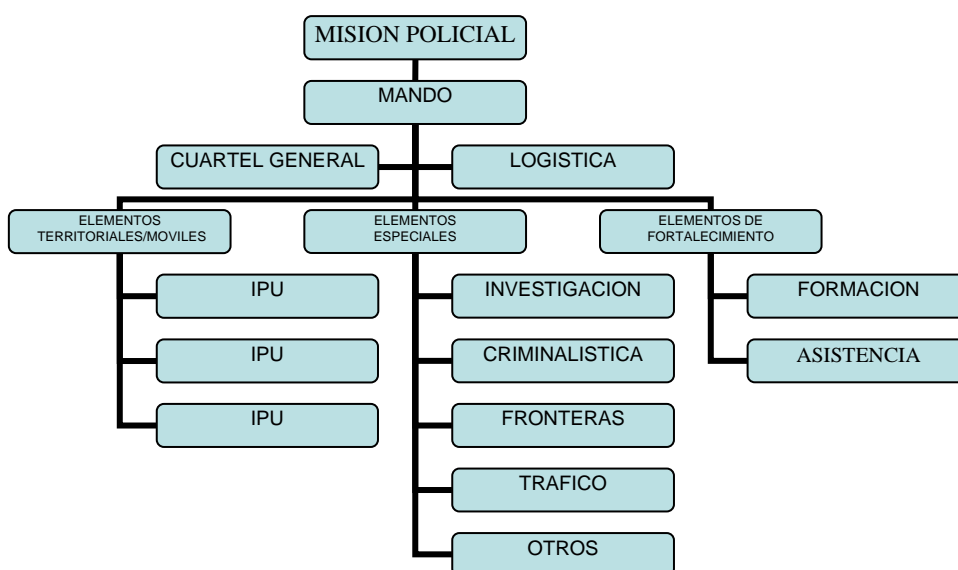 MISION POLICIAL
MANDO
CUARTEL GENERAL
LOGISTICA
ELEMENTOS
TERRITORIALES/MOVILES
ELEMENTOS
ESPECIALES
ELEMENTOS DE
FORTALECIMIENTO
IPU
INVESTIGACION
FORMACION
IPU
CRIMINALISTICA
ASISTENCIA
IPU
FRONTERAS
TRAFICO
OTROS